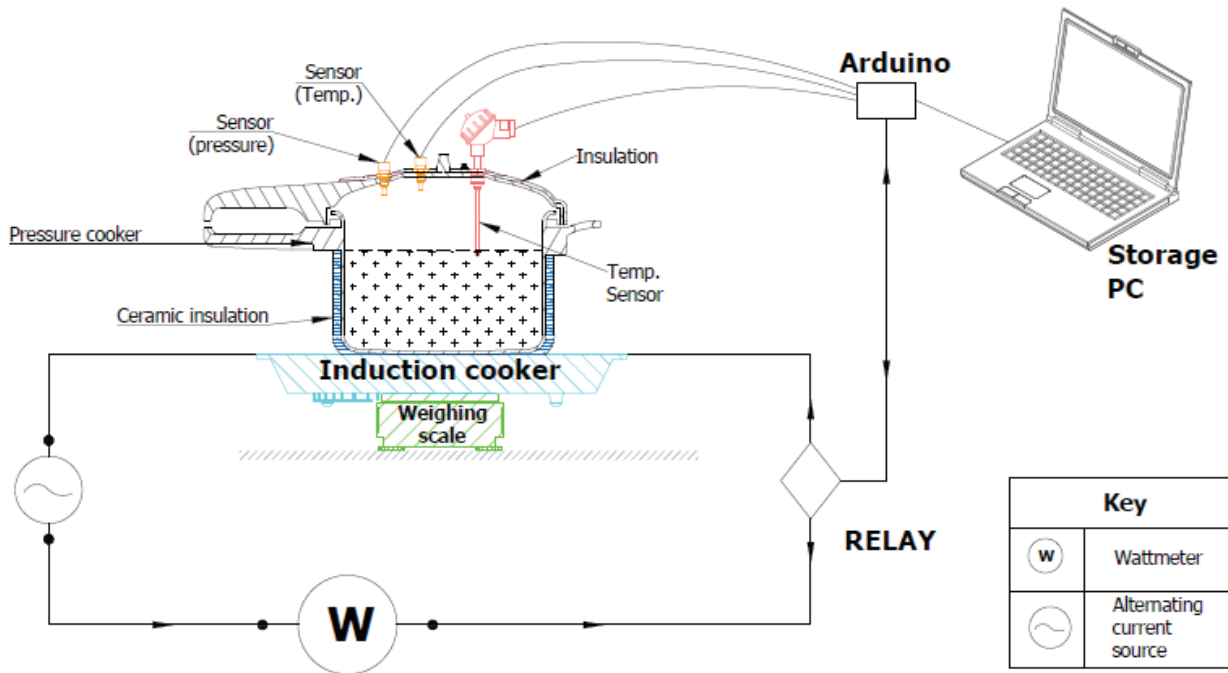 Sensor
(Temp.)
Arduino
Sensor
(pressure)
Insulation
Pressure cooker
Temp.
Sensor
Storage
PC
Ceramic insulation
Induction cooker
Weighing
scale
RELAY
W
Key
W
Wattmeter
Alternating
current
source